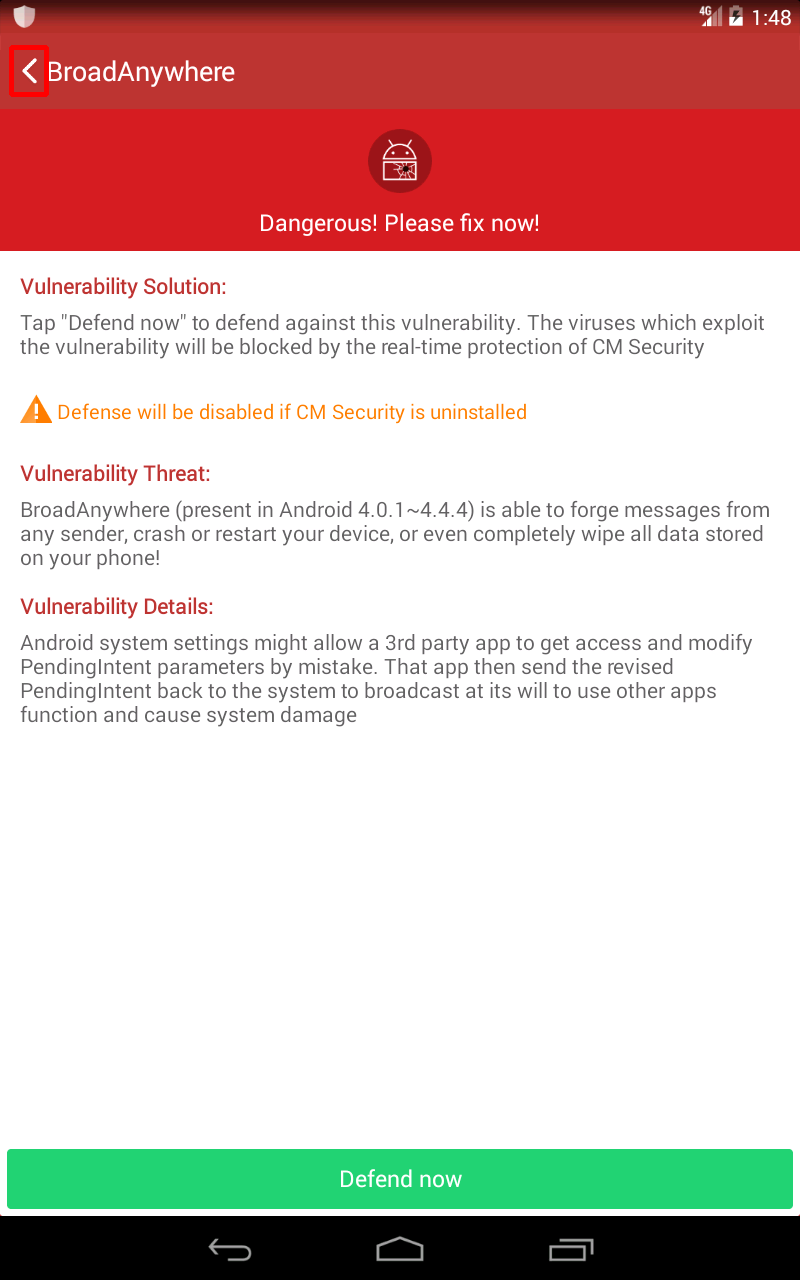 4G 1:48
BroadAnywhere
Dangerous! Please fix now!
Vulnerability Solution:
Tap "Defend now" to defend against this vulnerability. The viruses which exploit
the vulnerability will be blocked by the real-time protection of CM Security
Defense will be disabled if CM Security is uninstalled
Vulnerability Threat:
BroadAnywhere (present in Android 4.0.1~4.4.4) is able to forge messages from
any sender, crash or restart your device, or even completely wipe all data stored
on your phone!
Vulnerability Details:
Android system settings might allow a 3rd party app to get access and modify
PendingIntent parameters by mistake. That app then send the revised
PendingIntent back to the system to broadcast at its will to use other apps
function and cause system damage
Defend now